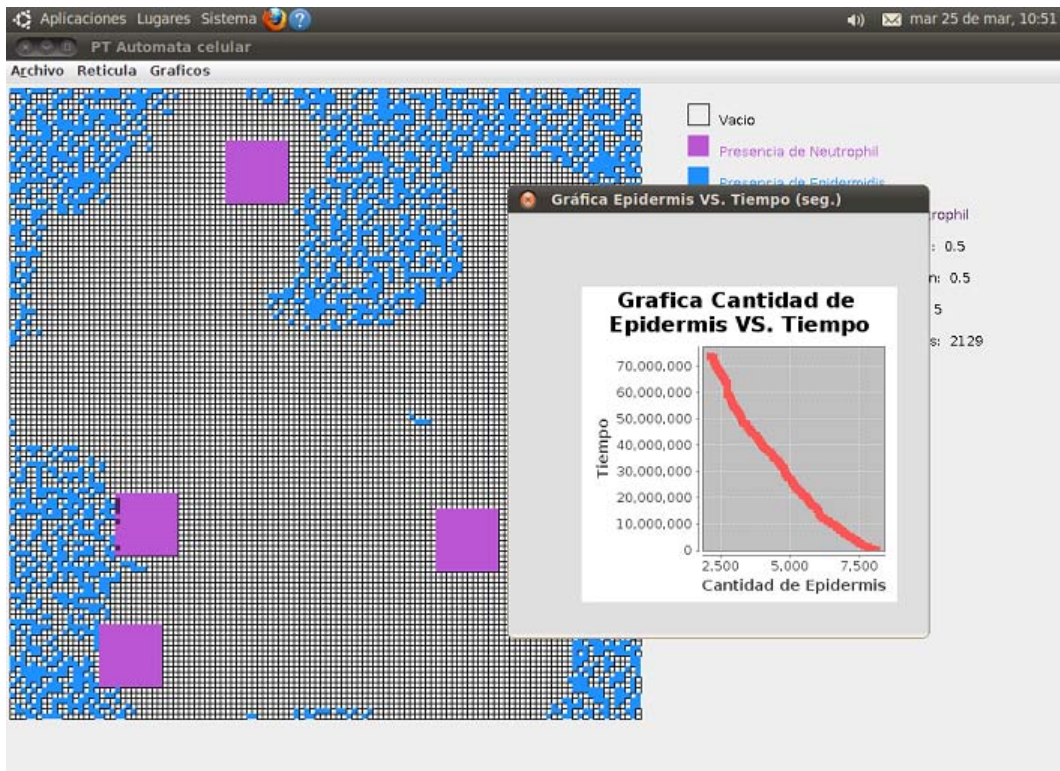 Aplicaciones Lugares Sistema ?
mar 25 de mar, 10:51
PT Automata celular
Archivo Reticula Graficos
Vacio
Presencia de Neutrophil
Presencia de Epidermidis
Gráfica Epidermis VS. Tiempo (seg.)
: 0.5
: 0.5
5
: 2129
Grafica Cantidad de
Epidermis VS. Tiempo
70,000,000
60,000,000
50,000,000
40,000,000
30,000,000
20,000,000
10,000,000
0
Tiempo
2,500 5,000 7,500
Cantidad de Epidermis